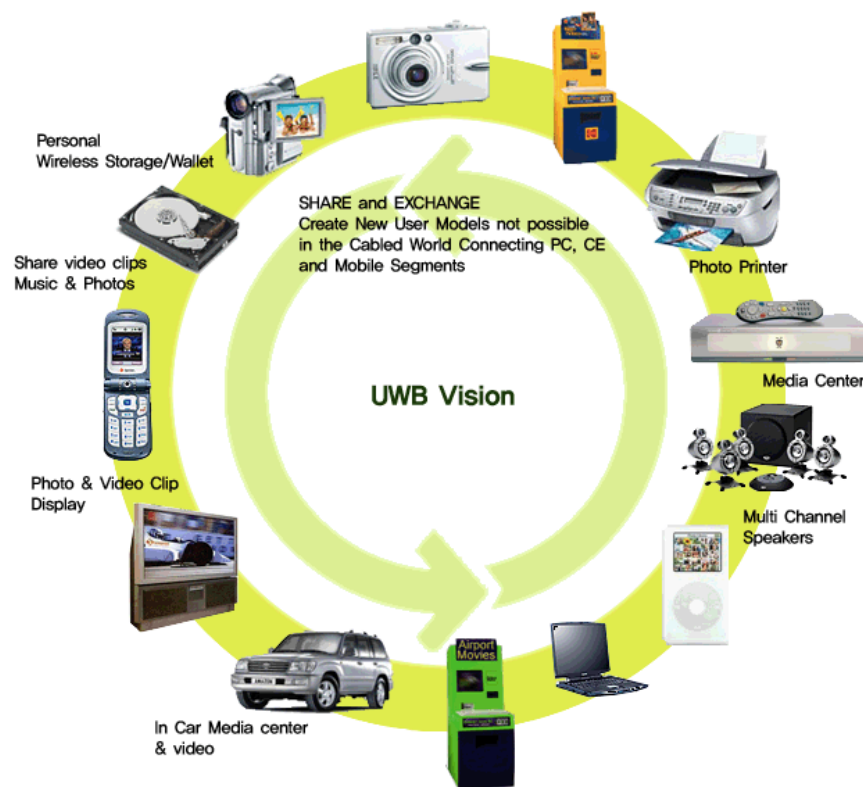 Personal
Wireless Storage/Wallet
SHARE and EXCHANGE
Create New User Models not possible
in the Cabled World Connecting PC, CE
and Mobile Segments
Share video clips
Music & Photos
Photo Printer
Media Center
UWB Vision
Photo & Video Clip
Display
Multi Channel
Speakers
Airport
Movies
In Car Media center
& video